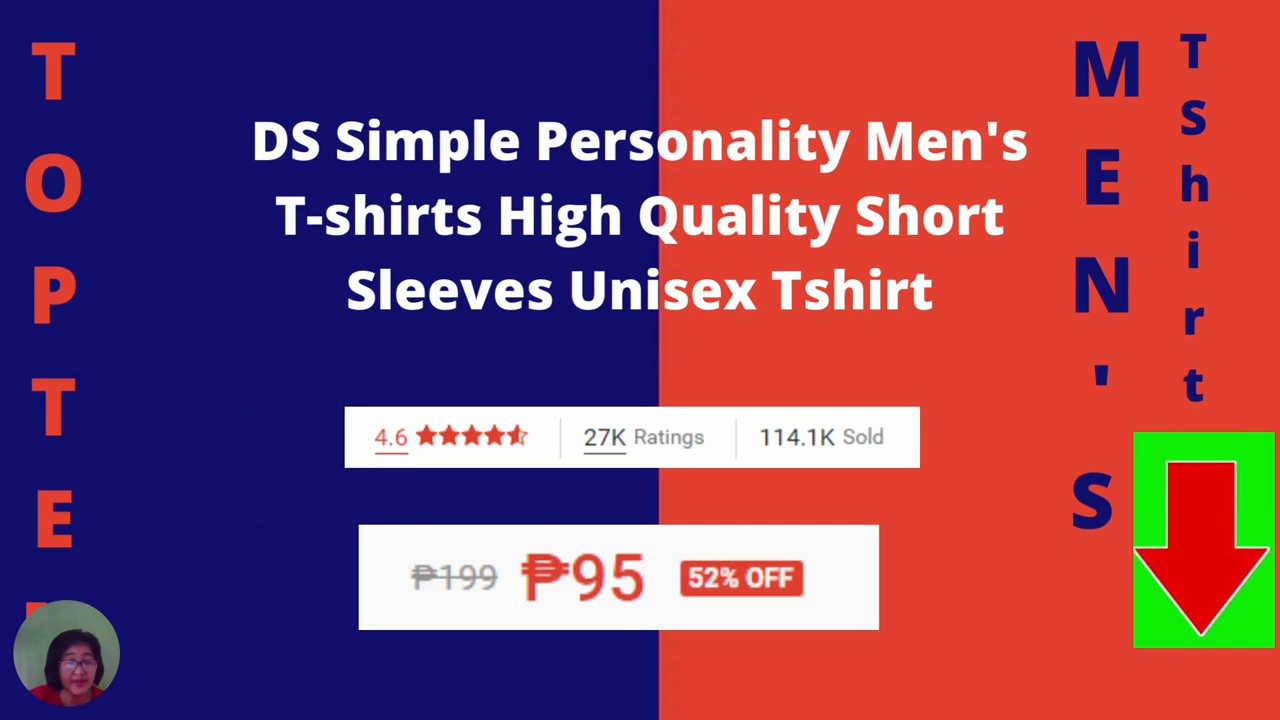 TOPTE
DS Simple Personality Men's
T-shirts High Quality Short
Sleeves Unisex Tshirt
4.6 27K Ratings 114.1K Sold
₱199 ₱95 52% OFF
MEN'S
TShirt